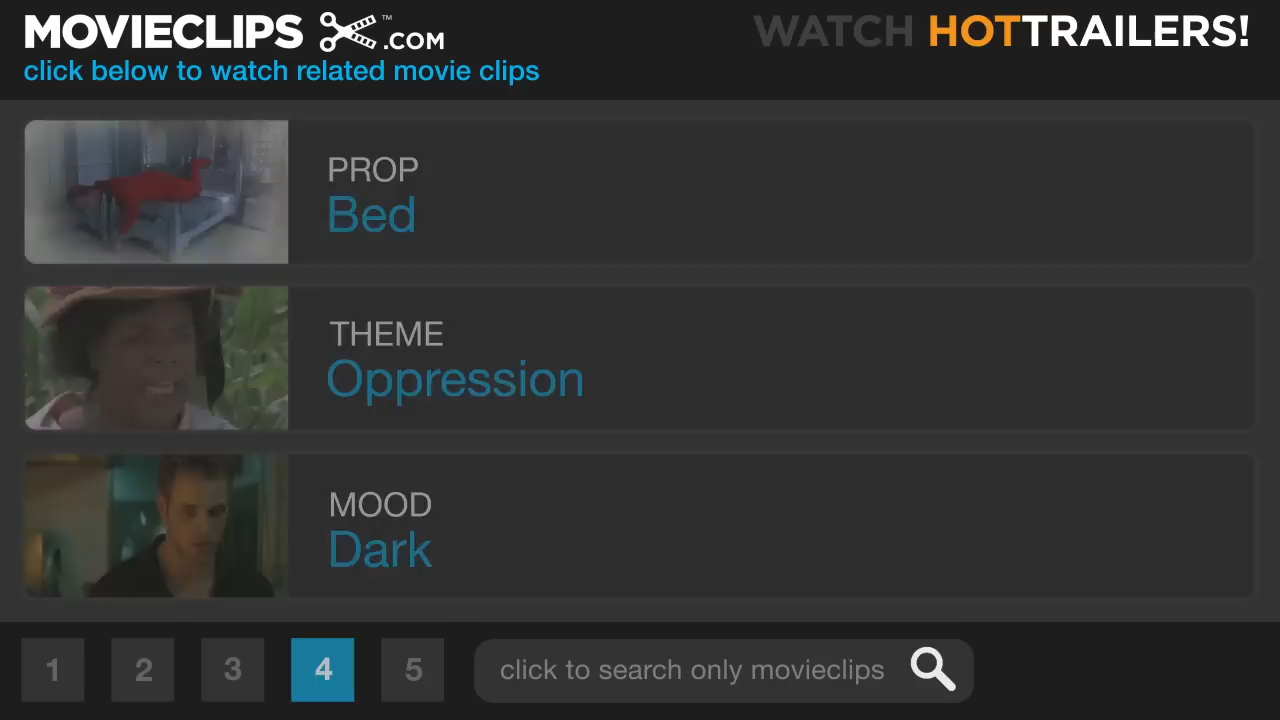 MOVIECLIPS ™ .COM
WATCH HOTTRAILERS!
click below to watch related movie clips
PROP
Bed
THEME
Oppression
MOOD
Dark
1 2 3 4 5
click to search only movieclips